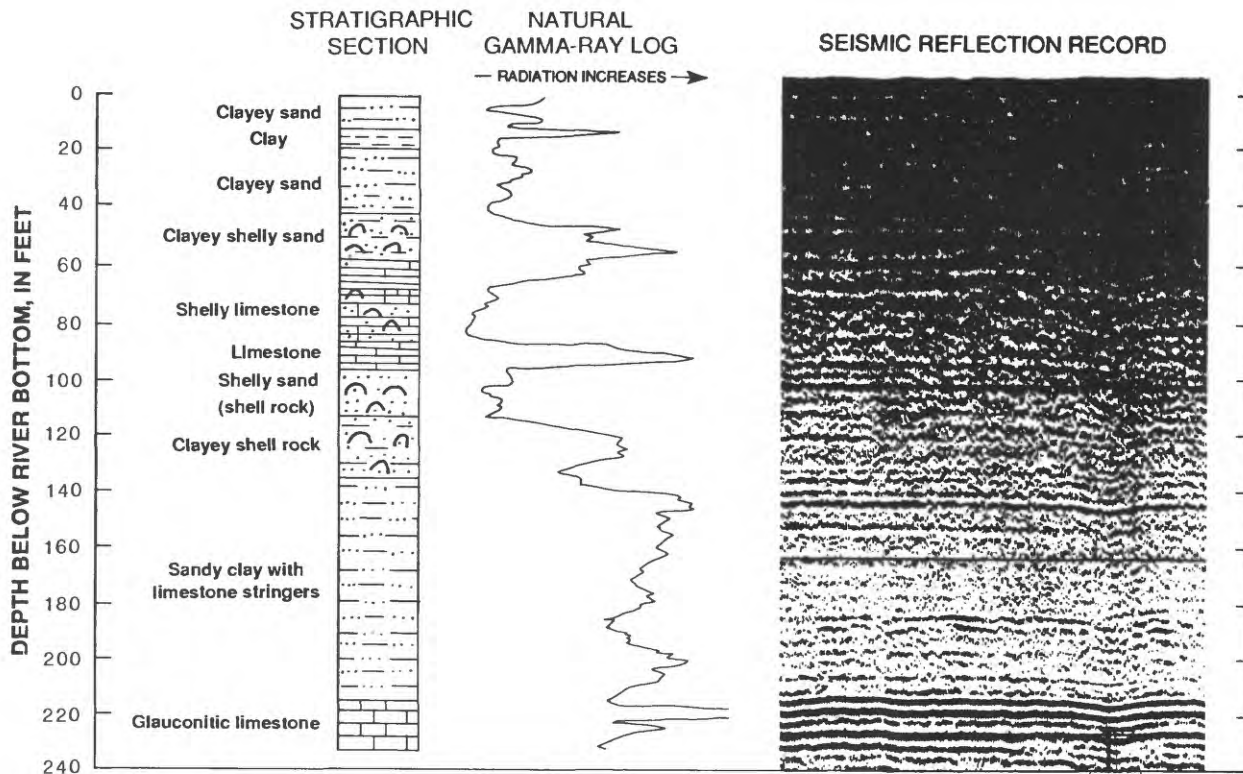 STRATIGRAPHIC
SECTION
NATURAL
GAMMA-RAY LOG
RADIATION INCREASES
SEISMIC REFLECTION RECORD
DEPTH BELOW RIVER BOTTOM, IN FEET
0
20
40
60
80
100
120
140
160
180
200
220
240
Clayey sand
Clay
Clayey sand
Clayey shelly sand
Shelly limestone
LImestone
Shelly sand
(shell rock)
Clayey shell rock
Sandy clay with
limestone stringers
Glauconitic limestone